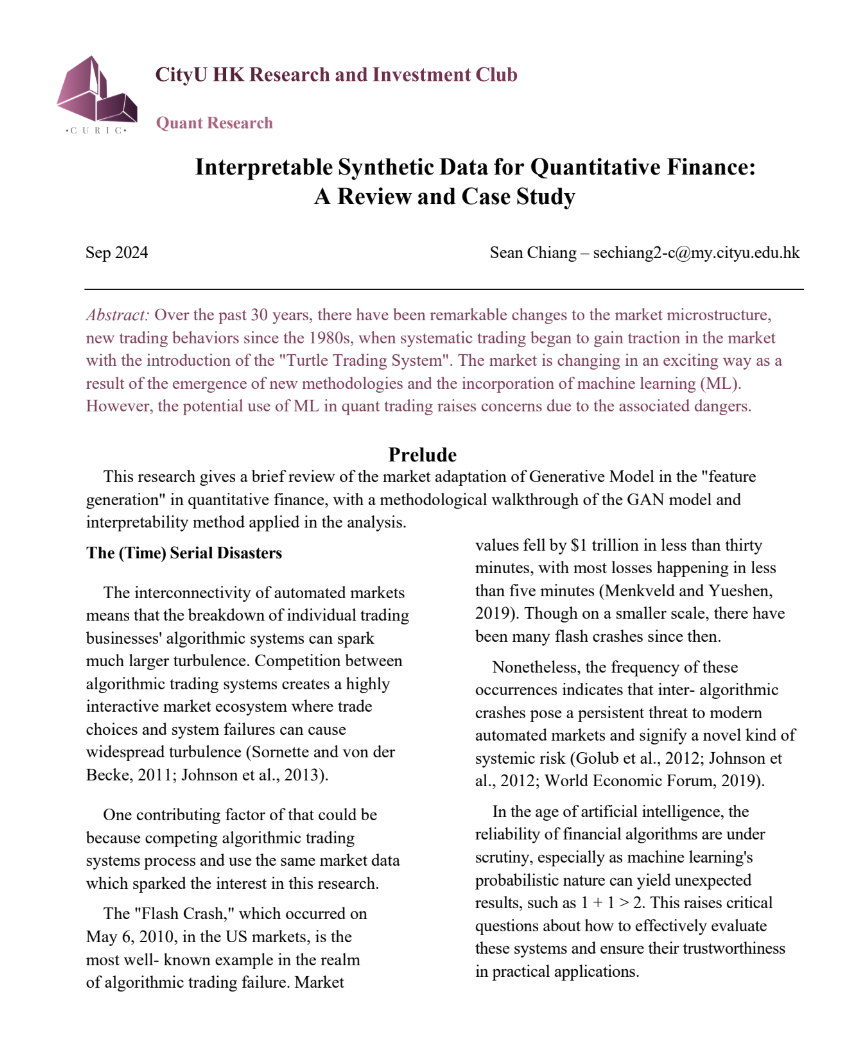 CityU HK Research and Investment Club
•CURIC•
Quant Research
Interpretable Synthetic Data for Quantitative Finance:
A Review and Case Study
Sep 2024
Sean Chiang – sechiang2-c@my.cityu.edu.hk
Abstract: Over the past 30 years, there have been remarkable changes to the market microstructure,
new trading behaviors since the 1980s, when systematic trading began to gain traction in the market
with the introduction of the "Turtle Trading System". The market is changing in an exciting way as a
result of the emergence of new methodologies and the incorporation of machine learning (ML).
However, the potential use of ML in quant trading raises concerns due to the associated dangers.
Prelude
This research gives a brief review of the market adaptation of Generative Model in the "feature
generation" in quantitative finance, with a methodological walkthrough of the GAN model and
interpretability method applied in the analysis.
The (Time) Serial Disasters
The interconnectivity of automated markets
means that the breakdown of individual trading
businesses' algorithmic systems can spark
much larger turbulence. Competition between
algorithmic trading systems creates a highly
interactive market ecosystem where trade
choices and system failures can cause
widespread turbulence (Sornette and von der
Becke, 2011; Johnson et al., 2013).
One contributing factor of that could be
because competing algorithmic trading
systems process and use the same market data
which sparked the interest in this research.
The "Flash Crash," which occurred on
May 6, 2010, in the US markets, is the
most well- known example in the realm
of algorithmic trading failure. Market
values fell by $1 trillion in less than thirty
minutes, with most losses happening in less
than five minutes (Menkveld and Yueshen,
2019). Though on a smaller scale, there have
been many flash crashes since then.
Nonetheless, the frequency of these
occurrences indicates that inter- algorithmic
crashes pose a persistent threat to modern
automated markets and signify a novel kind of
systemic risk (Golub et al., 2012; Johnson et
al., 2012; World Economic Forum, 2019).
In the age of artificial intelligence, the
reliability of financial algorithms are under
scrutiny, especially as machine learning's
probabilistic nature can yield unexpected
results, such as 1 + 1 > 2. This raises critical
questions about how to effectively evaluate
these systems and ensure their trustworthiness
in practical applications.